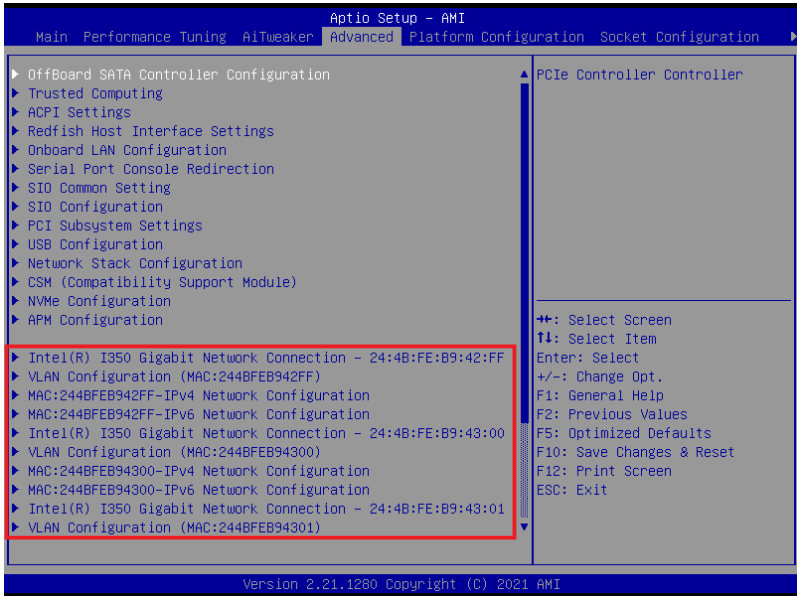 Aptio Setup - AMI
Main Performance Tuning AiTweaker Advanced Platform Configuration Socket Configuration
OffBoard SATA Controller Configuration
Trusted Computing
ACPI Settings
Redfish Host Interface Settings
Onboard LAN Configuration
Serial Port Console Redirection
SIO Common Setting
SIO Configuration
PCI Subsystem Settings
USB Configuration
Network Stack Configuration
CSM (Compatibility Support Module)
NVMe Configuration
APM Configuration
Intel(R) I350 Gigabit Network Connection - 24:4B:FE:B9:42:FF
VLAN Configuration (MAC:244BFEB942FF)
MAC:244BFEB942FF-IPv4 Network Configuration
MAC:244BFEB942FF-IPv6 Network Configuration
Intel(R) I350 Gigabit Network Connection - 24:4B:FE:B9:43:00
VLAN Configuration (MAC:244BFEB94300)
MAC:244BFEB94300-IPv4 Network Configuration
MAC:244BFEB94300-IPv6 Network Configuration
Intel(R) I350 Gigabit Network Connection - 24:4B:FE:B9:43:01
VLAN Configuration (MAC:244BFEB94301)
PCIe Controller Controller
→←: Select Screen
↑↓: Select Item
Enter: Select
+/-: Change Opt.
F1: General Help
F2: Previous Values
F5: Optimized Defaults
F10: Save Changes & Reset
F12: Print Screen
ESC: Exit
Version 2.21.1280 Copyright (C) 2021 AMI